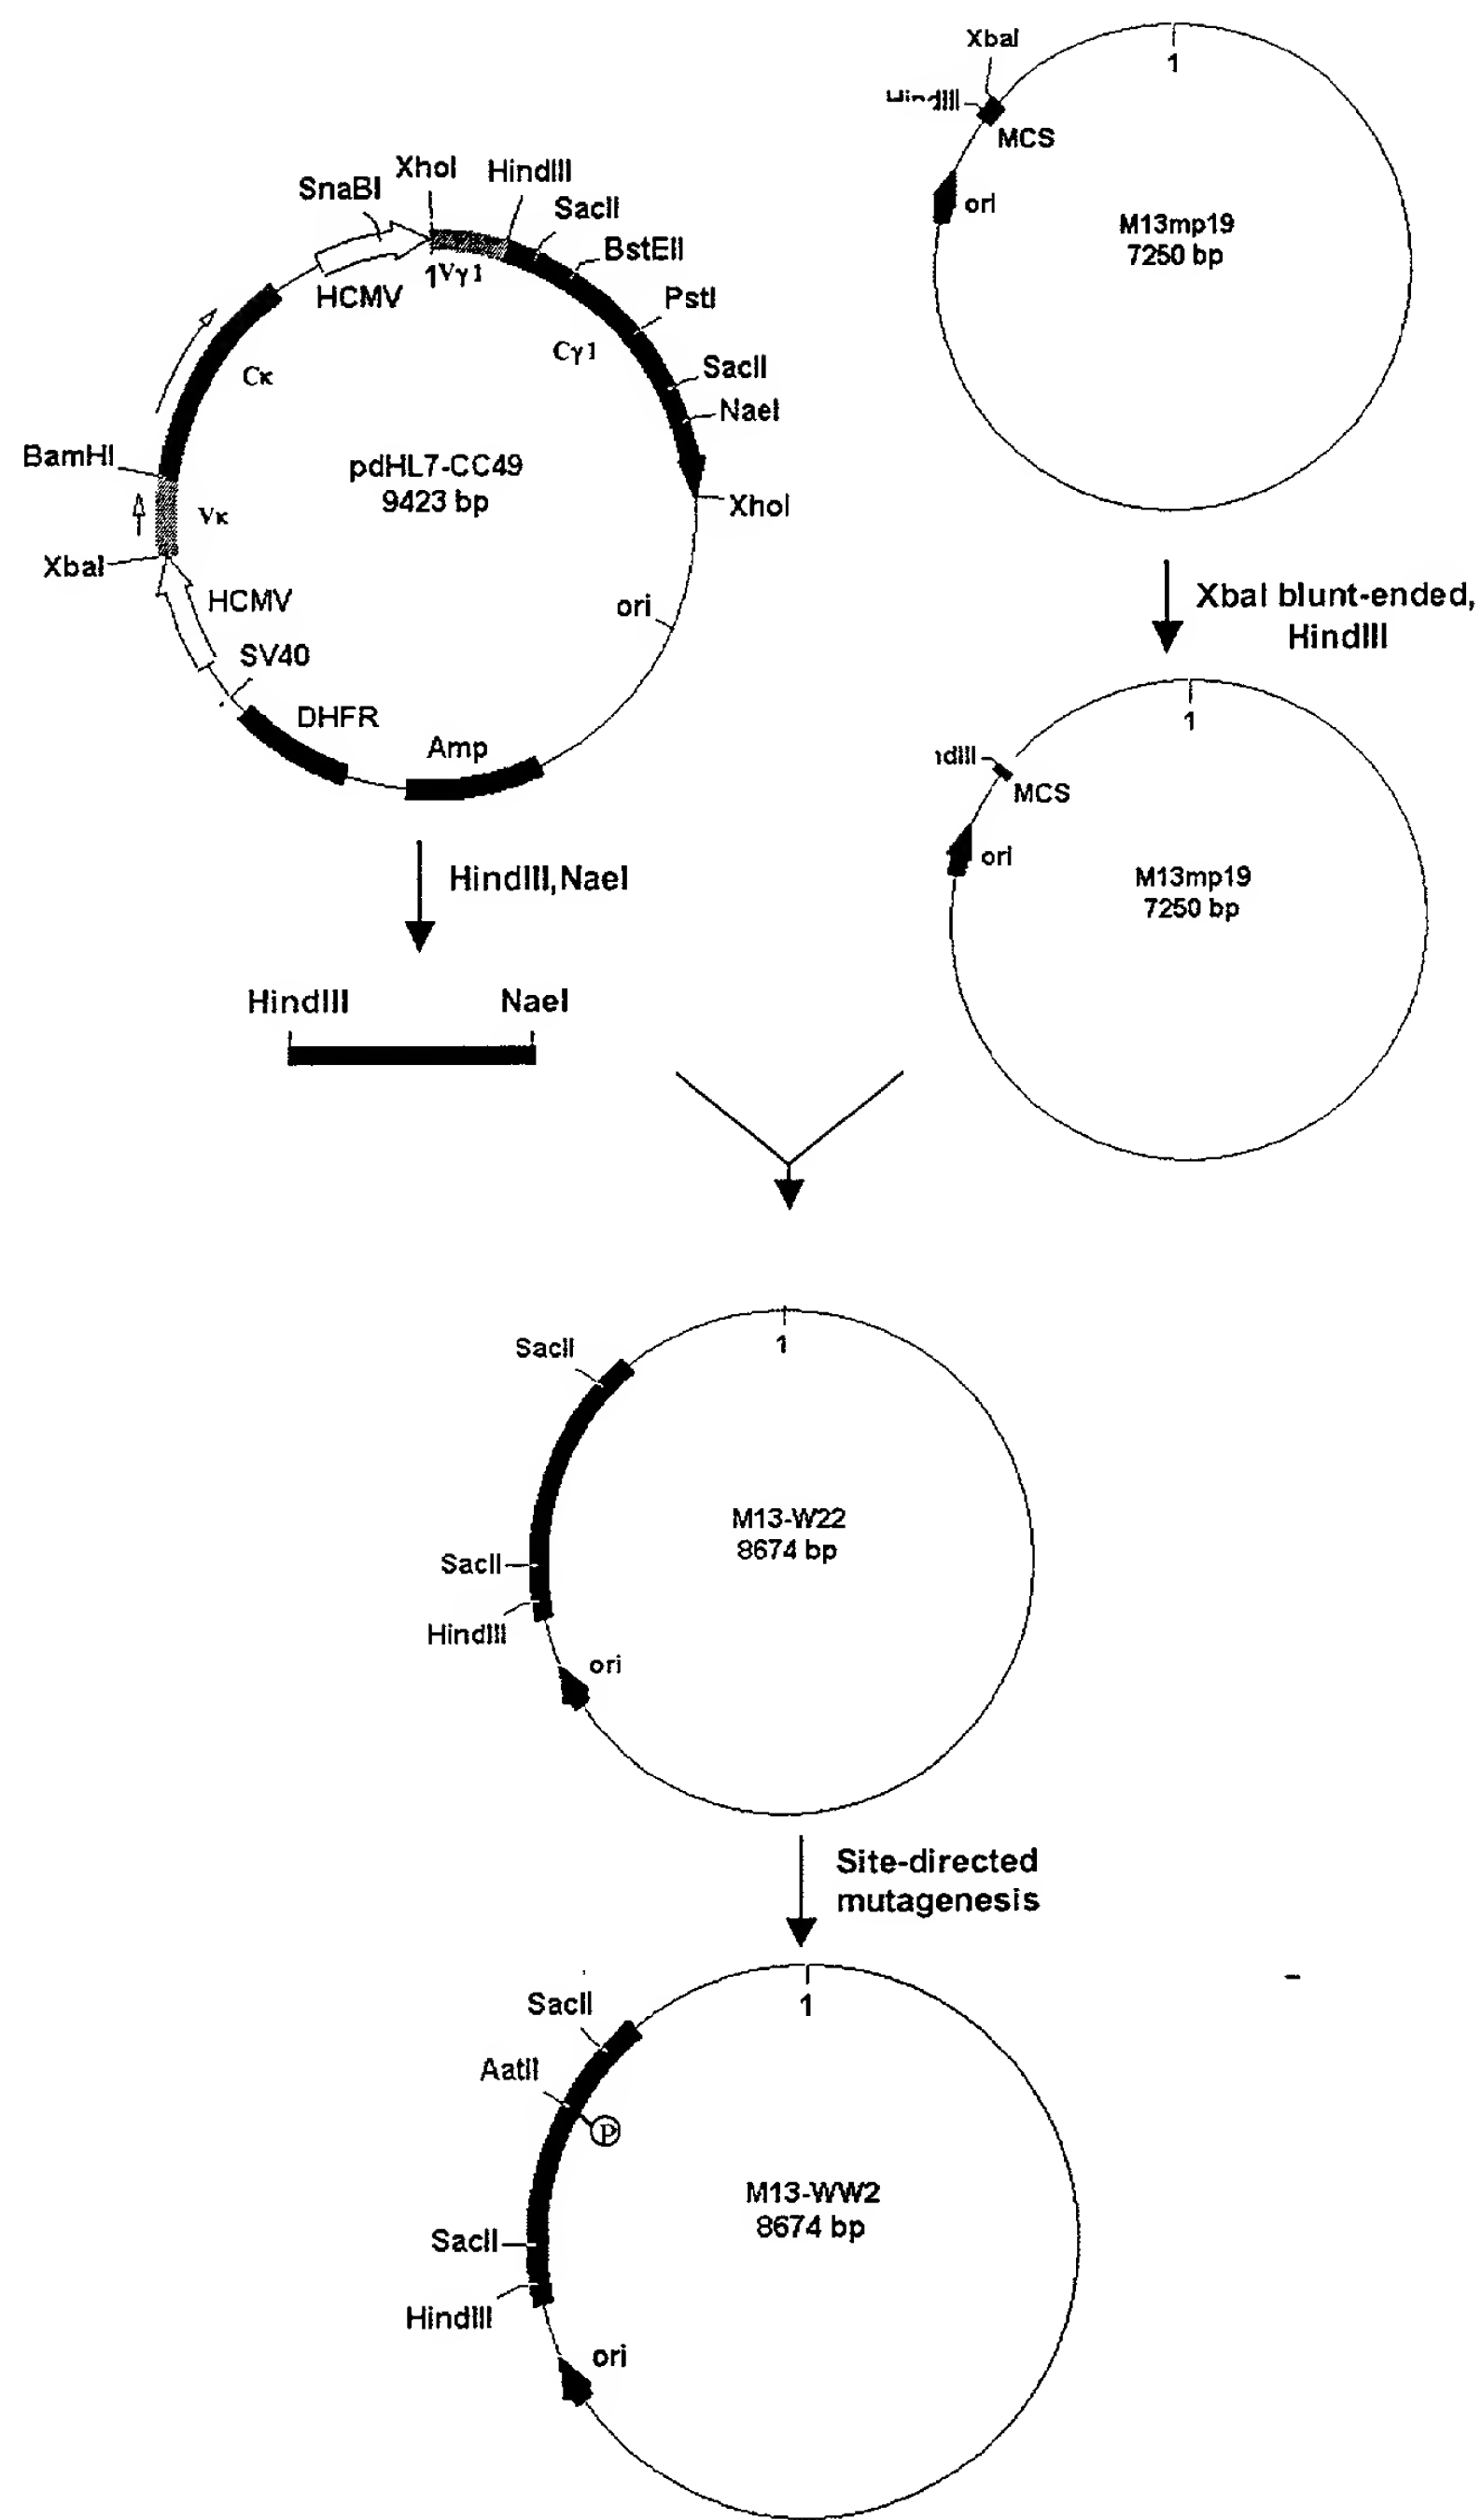 XbaI
1
MCS
ori
M13mp19
7250 bp
XhoI
HindIII
SnaBI
SacII
BstEII
HCMV
1
Vγ1
PstI
Cγ1
SacII
NaeI
Cκ
BamHI
pdHL7-CC49
9423 bp
XhoI
Vκ
XbaI
HCMV
ori
SV40
DHFR
Amp
XbaI blunt-ended,
HindIII
1
MCS
ori
M13mp19
7250 bp
HindIII,NaeI
HindIII
NaeI
1
SacII
M13-W22
8674 bp
SacII
HindIII
ori
Site-directed
mutagenesis
1
SacII
AatII
P
M13-WW2
8674 bp
SacII
HindIII
ori